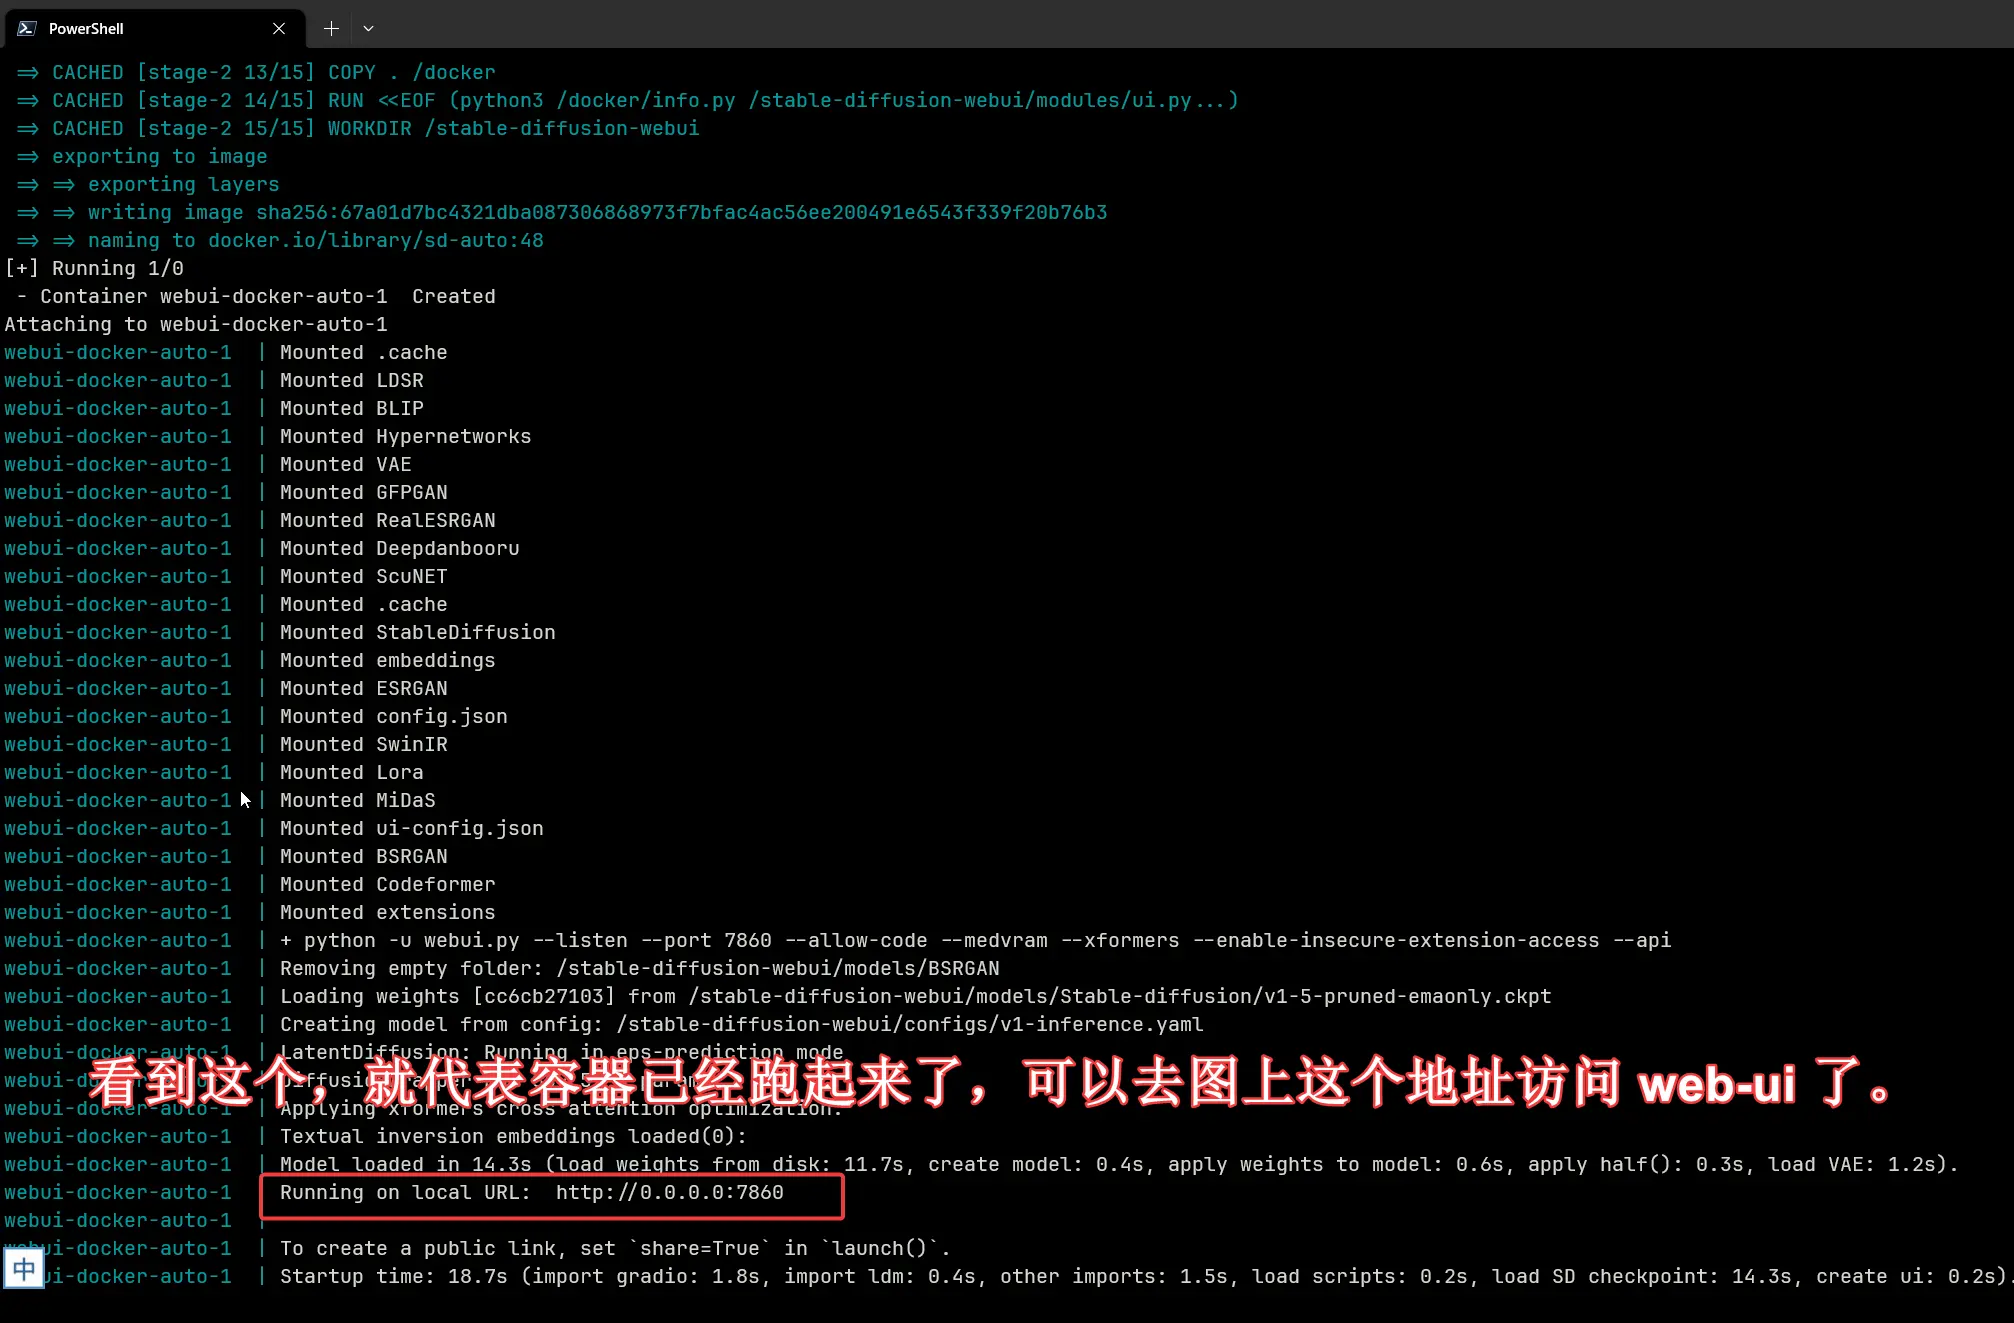 PowerShell
=> CACHED [stage-2 13/15] COPY . /docker
=> CACHED [stage-2 14/15] RUN <<EOF (python3 /docker/info.py /stable-diffusion-webui/modules/ui.py...)
=> CACHED [stage-2 15/15] WORKDIR /stable-diffusion-webui
=> exporting to image
=> => exporting layers
=> => writing image sha256:67a01d7bc4321dba087306868973f7bfac4ac56ee200491e6543f339f20b76b3
=> => naming to docker.io/library/sd-auto:48
[+] Running 1/0
- Container webui-docker-auto-1 Created
Attaching to webui-docker-auto-1
webui-docker-auto-1 | Mounted .cache
webui-docker-auto-1 | Mounted LDSR
webui-docker-auto-1 | Mounted BLIP
webui-docker-auto-1 | Mounted Hypernetworks
webui-docker-auto-1 | Mounted VAE
webui-docker-auto-1 | Mounted GFPGAN
webui-docker-auto-1 | Mounted RealESRGAN
webui-docker-auto-1 | Mounted Deepdanbooru
webui-docker-auto-1 | Mounted ScuNET
webui-docker-auto-1 | Mounted .cache
webui-docker-auto-1 | Mounted StableDiffusion
webui-docker-auto-1 | Mounted embeddings
webui-docker-auto-1 | Mounted ESRGAN
webui-docker-auto-1 | Mounted config.json
webui-docker-auto-1 | Mounted SwinIR
webui-docker-auto-1 | Mounted Lora
webui-docker-auto-1 | Mounted MiDaS
webui-docker-auto-1 | Mounted ui-config.json
webui-docker-auto-1 | Mounted BSRGAN
webui-docker-auto-1 | Mounted Codeformer
webui-docker-auto-1 | Mounted extensions
webui-docker-auto-1 | + python -u webui.py --listen --port 7860 --allow-code --medvram --xformers --enable-insecure-extension-access --api
webui-docker-auto-1 | Removing empty folder: /stable-diffusion-webui/models/BSRGAN
webui-docker-auto-1 | Loading weights [cc6cb27103] from /stable-diffusion-webui/models/Stable-diffusion/v1-5-pruned-emaonly.ckpt
webui-docker-auto-1 | Creating model from config: /stable-diffusion-webui/configs/v1-inference.yaml
webui-docker-auto-1 | LatentDiffusion: Running in eps-prediction mode
看到这个，就代表容器已经跑起来了，可以去图上这个地址访问 web-ui 了。
webui-docker-auto-1 | Applying xformers cross attention optimization.
webui-docker-auto-1 | Textual inversion embeddings loaded(0):
webui-docker-auto-1 | Model loaded in 14.3s (load weights from disk: 11.7s, create model: 0.4s, apply weights to model: 0.6s, apply half(): 0.3s, load VAE: 1.2s).
webui-docker-auto-1 Running on local URL: http://0.0.0.0:7860
webui-docker-auto-1 |
webui-docker-auto-1 | To create a public link, set `share=True` in `launch()`.
中 ui-docker-auto-1 | Startup time: 18.7s (import gradio: 1.8s, import ldm: 0.4s, other imports: 1.5s, load scripts: 0.2s, load SD checkpoint: 14.3s, create ui: 0.2s).